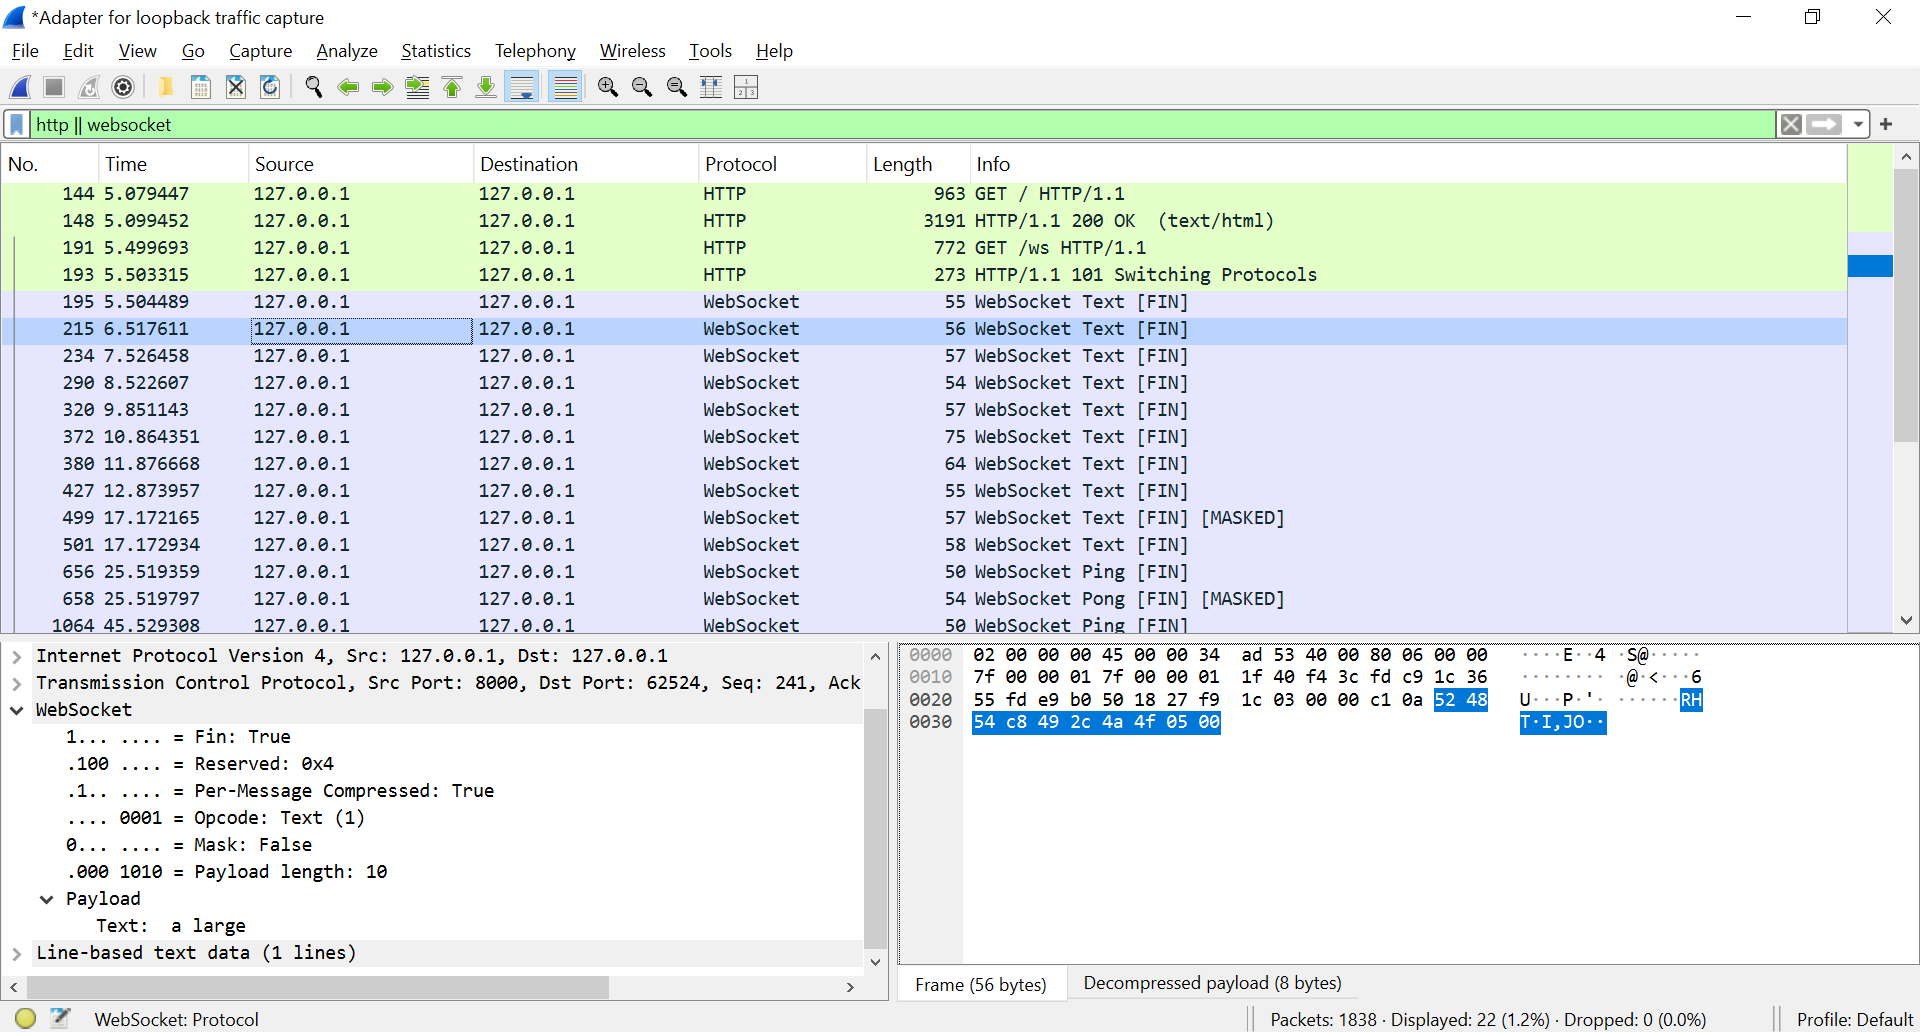 *Adapter for loopback traffic capture
File Edit View Go Capture Analyze Statistics Telephony Wireless Tools Help
http || websocket
No. Time Source Destination Protocol Length Info
144 5.079447 127.0.0.1 127.0.0.1 HTTP 963 GET / HTTP/1.1
148 5.099452 127.0.0.1 127.0.0.1 HTTP 3191 HTTP/1.1 200 OK (text/html)
191 5.499693 127.0.0.1 127.0.0.1 HTTP 772 GET /ws HTTP/1.1
193 5.503315 127.0.0.1 127.0.0.1 HTTP 273 HTTP/1.1 101 Switching Protocols
195 5.504489 127.0.0.1 127.0.0.1 WebSocket 55 WebSocket Text [FIN]
215 6.517611 127.0.0.1 127.0.0.1 WebSocket 56 WebSocket Text [FIN]
234 7.526458 127.0.0.1 127.0.0.1 WebSocket 57 WebSocket Text [FIN]
290 8.522607 127.0.0.1 127.0.0.1 WebSocket 54 WebSocket Text [FIN]
320 9.851143 127.0.0.1 127.0.0.1 WebSocket 57 WebSocket Text [FIN]
372 10.864351 127.0.0.1 127.0.0.1 WebSocket 75 WebSocket Text [FIN]
380 11.876668 127.0.0.1 127.0.0.1 WebSocket 64 WebSocket Text [FIN]
427 12.873957 127.0.0.1 127.0.0.1 WebSocket 55 WebSocket Text [FIN]
499 17.172165 127.0.0.1 127.0.0.1 WebSocket 57 WebSocket Text [FIN] [MASKED]
501 17.172934 127.0.0.1 127.0.0.1 WebSocket 58 WebSocket Text [FIN]
656 25.519359 127.0.0.1 127.0.0.1 WebSocket 50 WebSocket Ping [FIN]
658 25.519797 127.0.0.1 127.0.0.1 WebSocket 54 WebSocket Pong [FIN] [MASKED]
1064 45.529308 127.0.0.1 127.0.0.1 WebSocket 50 WebSocket Ping [FIN]
Internet Protocol Version 4, Src: 127.0.0.1, Dst: 127.0.0.1
Transmission Control Protocol, Src Port: 8000, Dst Port: 62524, Seq: 241, Ack
WebSocket
1... .... = Fin: True
.100 .... = Reserved: 0x4
.1.. .... = Per-Message Compressed: True
.... 0001 = Opcode: Text (1)
0... .... = Mask: False
.000 1010 = Payload length: 10
Payload
Text:  a large
Line-based text data (1 lines)
0000 02 00 00 00 45 00 00 34 ad 53 40 00 80 06 00 00 ····E··4 ·S@·····
0010 7f 00 00 01 7f 00 00 01 1f 40 f4 3c fd c9 1c 36 ········ ·@·<···6
0020 55 fd e9 b0 50 18 27 f9 1c 03 00 00 c1 0a 52 48 U···P·'· ······RH
0030 54 c8 49 2c 4a 4f 05 00 T·I,JO··
Frame (56 bytes) Decompressed payload (8 bytes)
WebSocket: Protocol Packets: 1838 · Displayed: 22 (1.2%) · Dropped: 0 (0.0%) Profile: Default